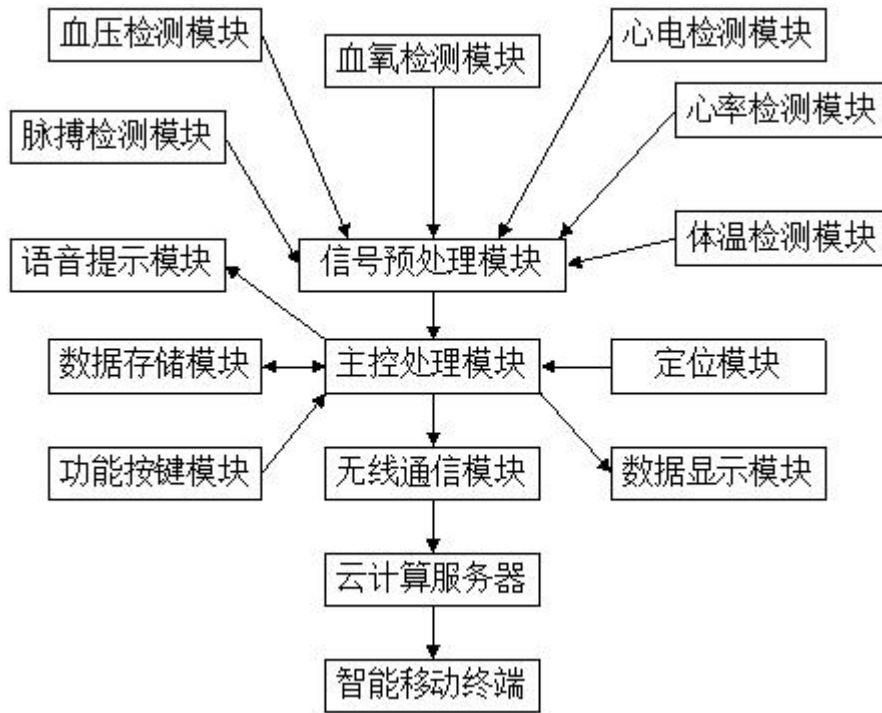 血压检测模块
血氧检测模块
心电检测模块
脉搏检测模块
心率检测模块
语音提示模块
信号预处理模块
体温检测模块
数据存储模块
主控处理模块
定位模块
功能按键模块
无线通信模块
数据显示模块
云计算服务器
智能移动终端